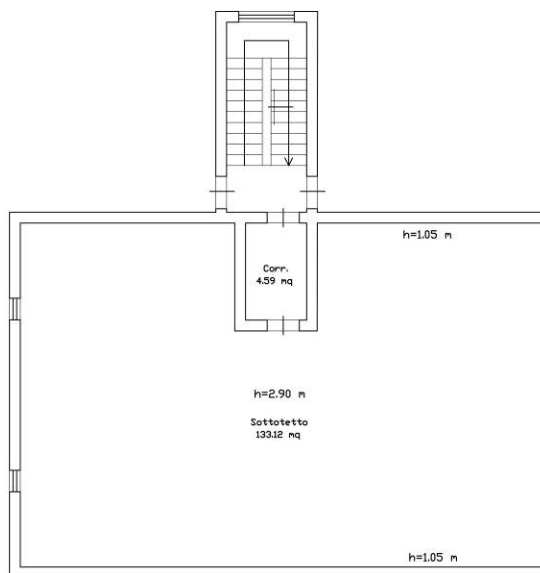 h=1.05 m
Corr.
4.59 mq
h=2.90 m
Sottotetto
133.12 mq
h=1.05 m